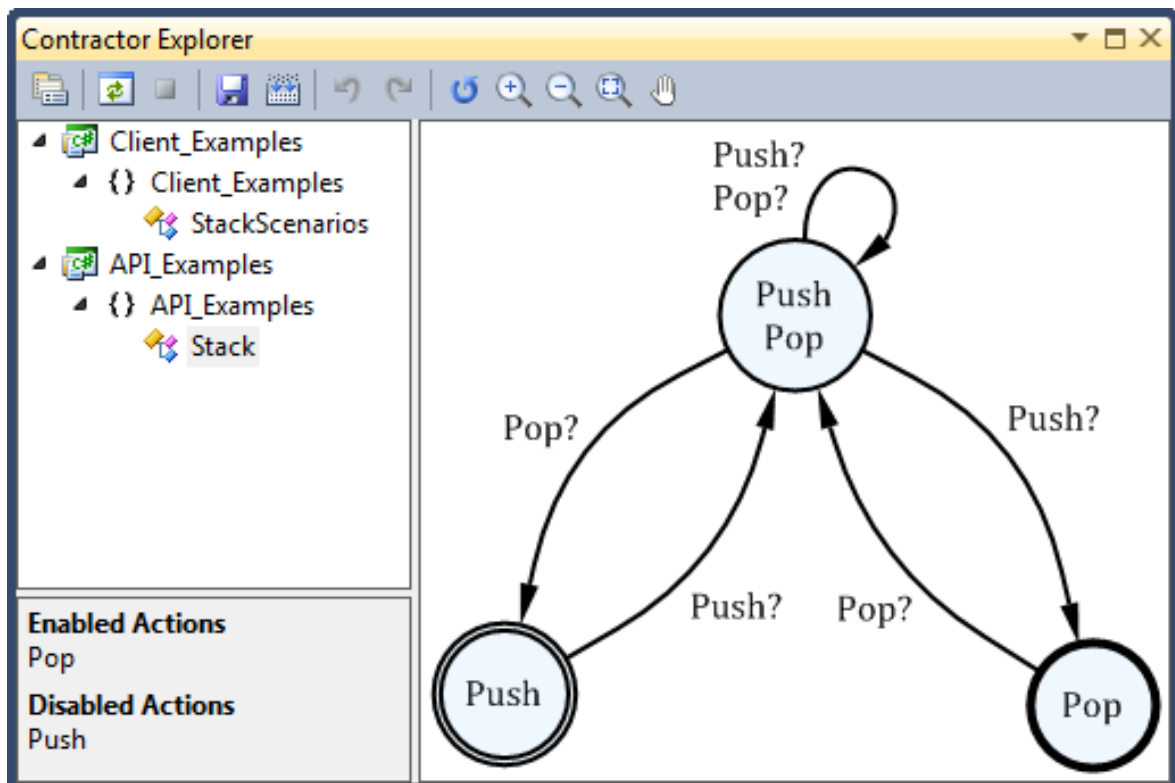 Contractor Explorer
Client_Examples
{} Client_Examples
StackScenarios
API_Examples
{} API_Examples
Stack
Enabled Actions
Pop
Disabled Actions
Push
Push?
Pop?
Push
Pop
Pop?
Push?
Push?
Pop?
Push
Pop